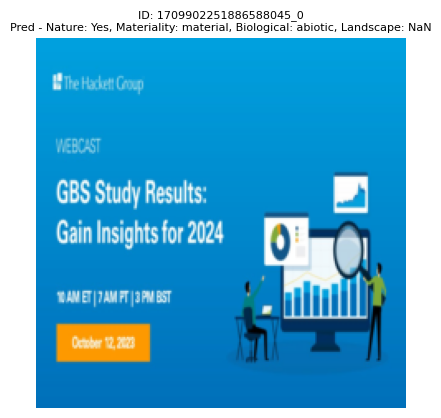 ID: 1709902251886588045_0
Pred - Nature: Yes, Materiality: material, Biological: abiotic, Landscape: NaN
The Hackett Group
WEBCAST
GBS Study Results:
Gain Insights for 2024
10 AM ET | 7 AM PT | 3 PM BST
October 12, 2023